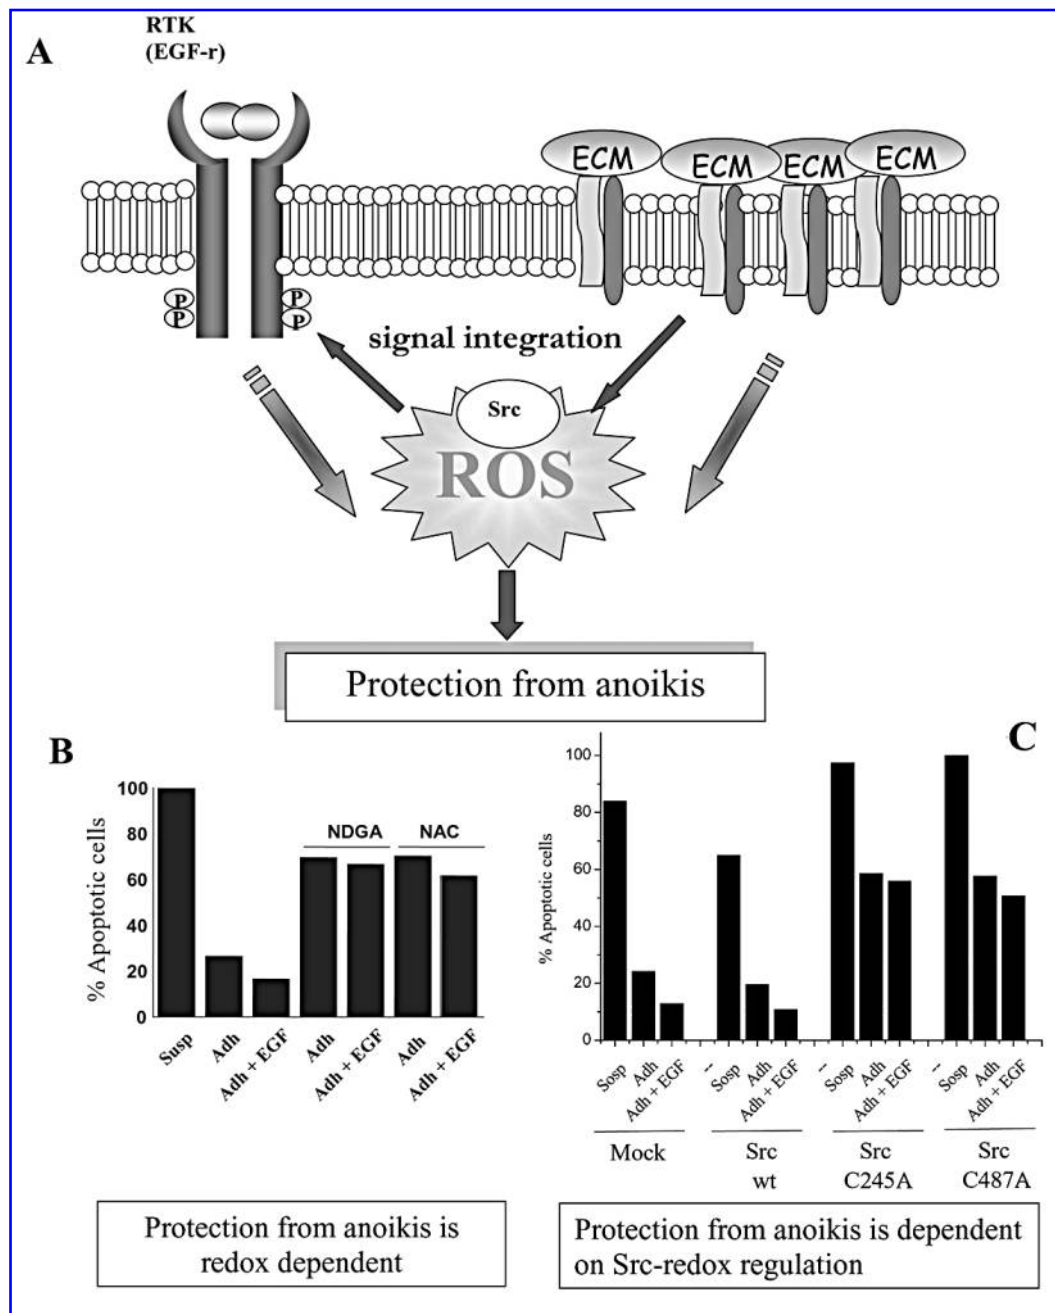 A
RTK
(EGF-r)
ECM
ECM
ECM
ECM
P
P
P
P
signal integration
Src
ROS
Protection from anoikis
B
% Apoptotic cells
100
80
60
40
20
0
NDGA
NAC
Susp
Adh
Adh + EGF
Adh
Adh + EGF
Adh
Adh + EGF
Protection from anoikis is
redox dependent
C
% Apoptotic cells
100
80
60
40
20
0
Sosp
Adh
Adh + EGF
--
Sosp
Adh
Adh + EGF
--
Sosp
Adh
Adh + EGF
--
Sosp
Adh
Adh + EGF
Mock
Src
wt
Src
C245A
Src
C487A
Protection from anoikis is dependent
on Src-redox regulation